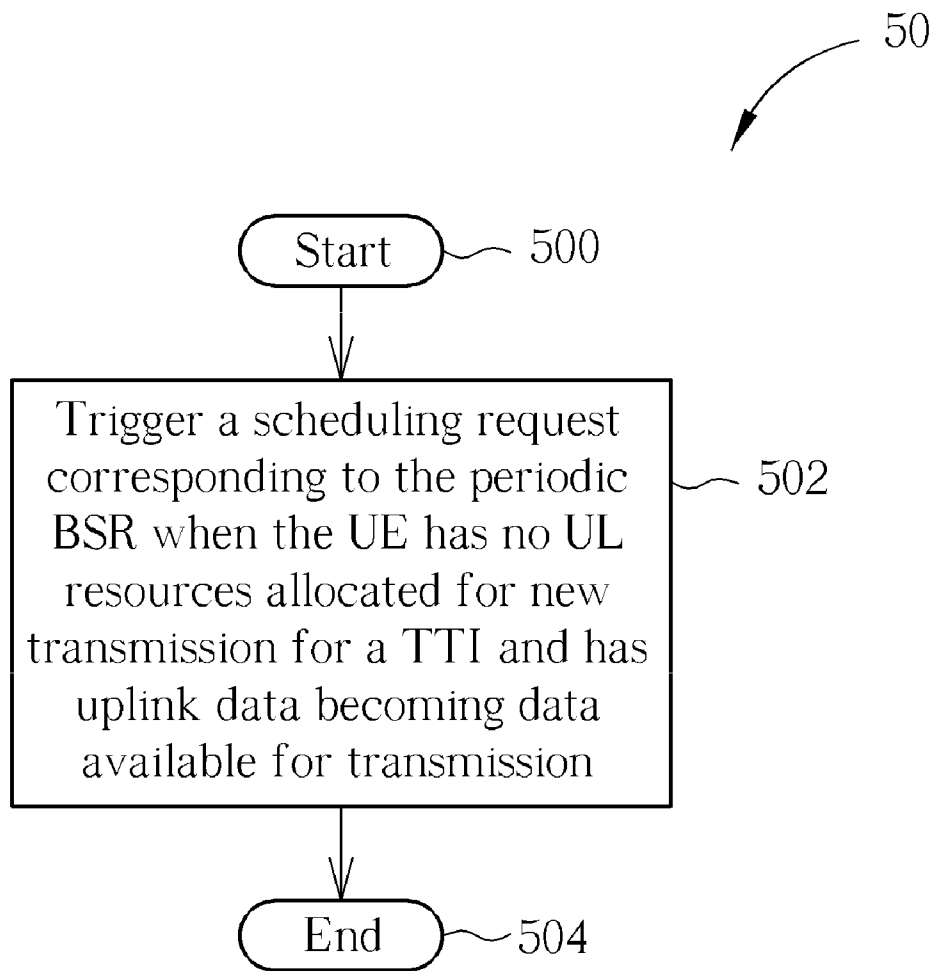 50
Start
500
Trigger a scheduling request
corresponding to the periodic
BSR when the UE has no UL
resources allocated for new
transmission for a TTI and has
uplink data becoming data
available for transmission
502
End
504